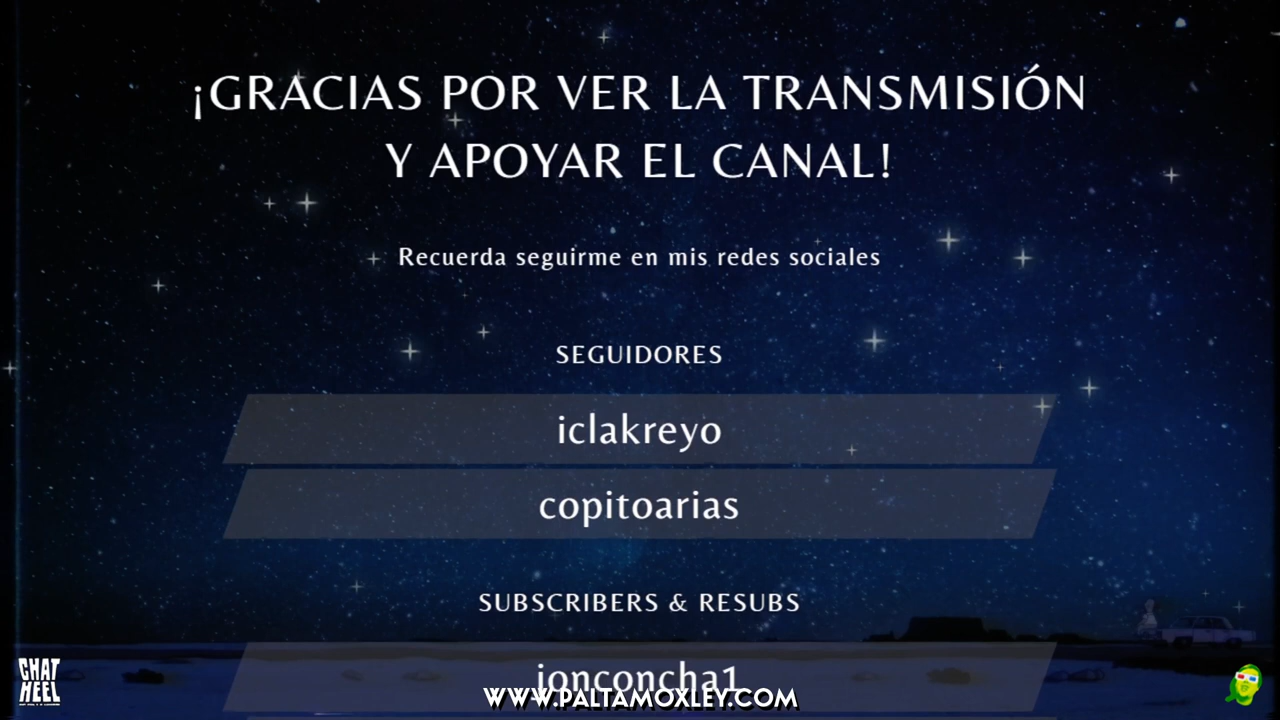 ¡GRACIAS POR VER LA TRANSMISIÓN
Y APOYAR EL CANAL!
Recuerda seguirme en mis redes sociales
SEGUIDORES
iclakreyo
copitoarias
SUBSCRIBERS & RESUBS
jonconcha1
WWW.PALTAMOXLEY.COM
CHAT
HEEL